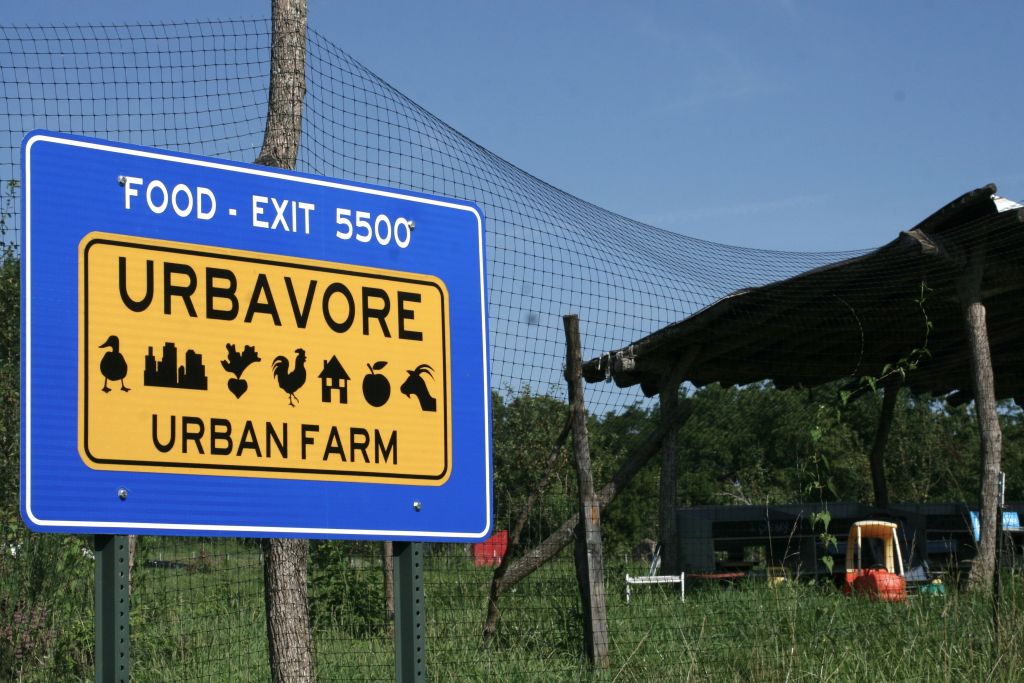 FOOD - EXIT 5500
URBAVORE
URBAN FARM